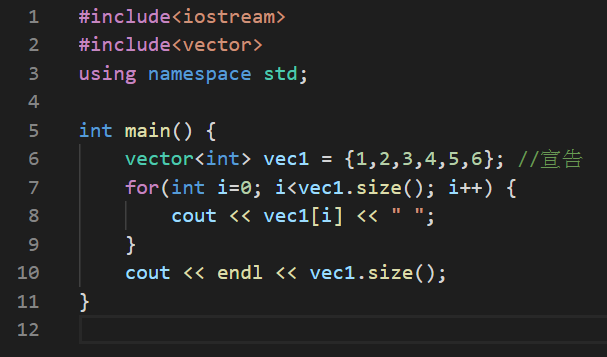 1 #include<iostream>
2 #include<vector>
3 using namespace std;
4
5 int main() {
6     vector<int> vec1 = {1,2,3,4,5,6}; //宣告
7     for(int i=0; i<vec1.size(); i++) {
8         cout << vec1[i] << " ";
9     }
10     cout << endl << vec1.size();
11 }
12